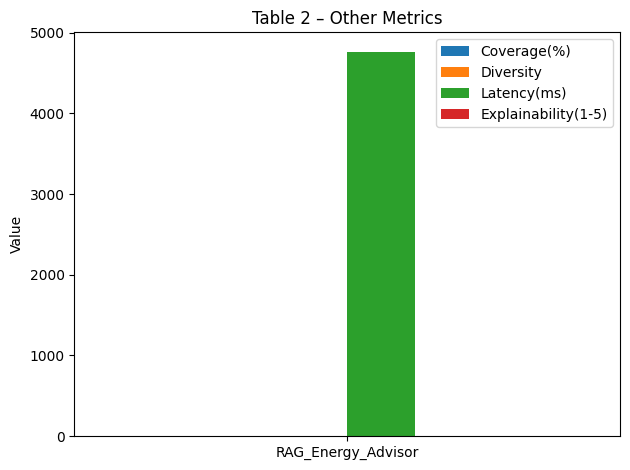 Table 2 – Other Metrics
Coverage(%)
Diversity
Latency(ms)
Explainability(1-5)
Value
5000
4000
3000
2000
1000
0
RAG_Energy_Advisor